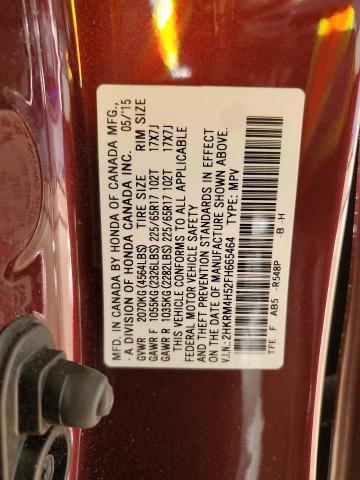 MFD. IN CANADA BY HONDA OF CANADA MFG.,
- A DIVISION OF HONDA CANADA INC. 05/'15
GVWR 2070KG(4564LBS) TIRE SIZE RIM SIZE
GAWR F 1055KG(2326LBS) 225/65R17 102T 17X7J
GAWR R 1035KG(2282LBS) 225/65R17 102T 17X7J
THIS VEHICLE CONFORMS TO ALL APPLICABLE
FEDERAL MOTOR VEHICLE SAFETY
AND THEFT PREVENTION STANDARDS IN EFFECT
ON THE DATE OF MANUFACTURE SHOWN ABOVE.
V.I.N.: 2HKRM4H52FH665464 TYPE: MPV
TFE F AB5 -R548P -B -H